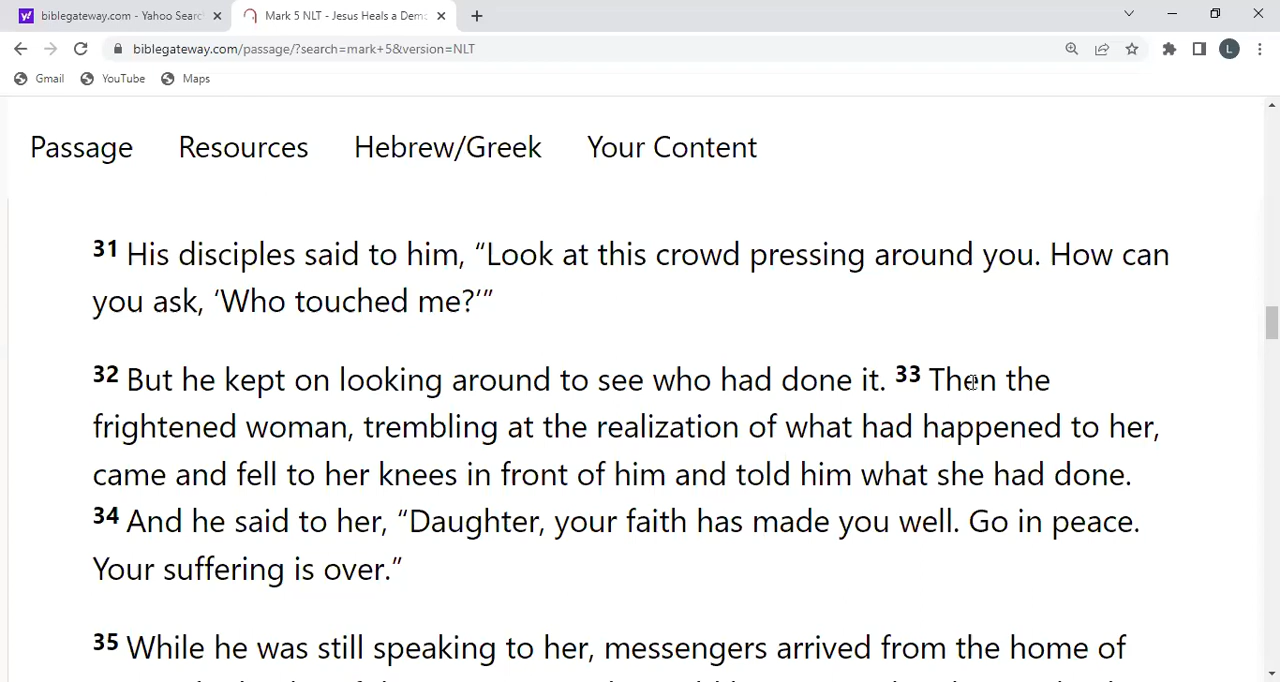 biblegateway.com - Yahoo Searc
Mark 5 NLT - Jesus Heals a Demo
biblegateway.com/passage/?search=mark+5&version=NLT
L
Gmail YouTube Maps
Passage Resources Hebrew/Greek Your Content
31 His disciples said to him, “Look at this crowd pressing around you. How can
you ask, ‘Who touched me?’”
32 But he kept on looking around to see who had done it. 33 Then the
frightened woman, trembling at the realization of what had happened to her,
came and fell to her knees in front of him and told him what she had done.
34 And he said to her, “Daughter, your faith has made you well. Go in peace.
Your suffering is over.”
35 While he was still speaking to her, messengers arrived from the home of